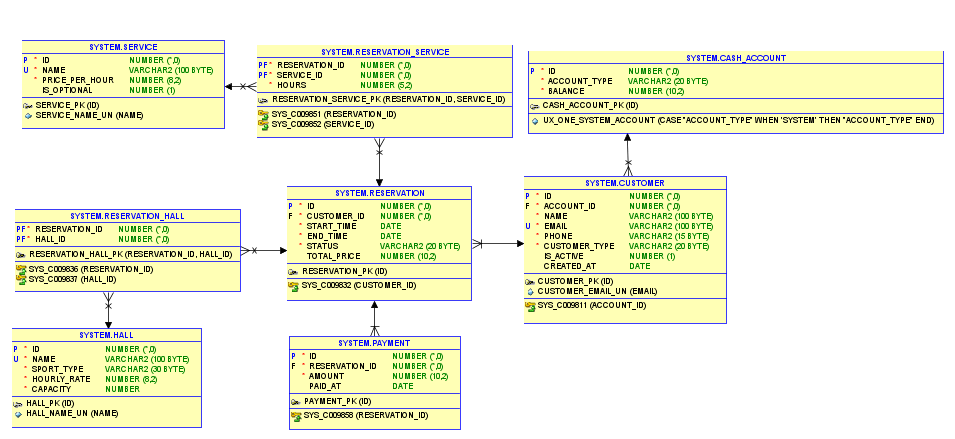 SYSTEM.SERVICE
P * ID NUMBER (*,0)
U * NAME VARCHAR2 (100 BYTE)
* PRICE_PER_HOUR NUMBER (8,2)
IS_OPTIONAL NUMBER (1)
SERVICE_PK (ID)
SERVICE_NAME_UN (NAME)
SYSTEM.RESERVATION_SERVICE
PF* RESERVATION_ID NUMBER (*,0)
PF* SERVICE_ID NUMBER (*,0)
* HOURS NUMBER (5,2)
RESERVATION_SERVICE_PK (RESERVATION_ID, SERVICE_ID)
SYS_C009851 (RESERVATION_ID)
SYS_C009852 (SERVICE_ID)
SYSTEM.CASH_ACCOUNT
P * ID NUMBER (*,0)
* ACCOUNT_TYPE VARCHAR2 (20 BYTE)
* BALANCE NUMBER (10,2)
CASH_ACCOUNT_PK (ID)
UX_ONE_SYSTEM_ACCOUNT (CASE "ACCOUNT_TYPE" WHEN 'SYSTEM' THEN "ACCOUNT_TYPE" END)
SYSTEM.RESERVATION_HALL
PF* RESERVATION_ID NUMBER (*,0)
PF* HALL_ID NUMBER (*,0)
RESERVATION_HALL_PK (RESERVATION_ID, HALL_ID)
SYS_C009836 (RESERVATION_ID)
SYS_C009837 (HALL_ID)
SYSTEM.RESERVATION
P * ID NUMBER (*,0)
F * CUSTOMER_ID NUMBER (*,0)
* START_TIME DATE
* END_TIME DATE
* STATUS VARCHAR2 (20 BYTE)
TOTAL_PRICE NUMBER (10,2)
RESERVATION_PK (ID)
SYS_C009832 (CUSTOMER_ID)
SYSTEM.CUSTOMER
P * ID NUMBER (*,0)
F * ACCOUNT_ID NUMBER (*,0)
* NAME VARCHAR2 (100 BYTE)
U * EMAIL VARCHAR2 (100 BYTE)
* PHONE VARCHAR2 (15 BYTE)
* CUSTOMER_TYPE VARCHAR2 (20 BYTE)
IS_ACTIVE NUMBER (1)
CREATED_AT DATE
CUSTOMER_PK (ID)
CUSTOMER_EMAIL_UN (EMAIL)
SYS_C009811 (ACCOUNT_ID)
SYSTEM.HALL
P * ID NUMBER (*,0)
U * NAME VARCHAR2 (100 BYTE)
* SPORT_TYPE VARCHAR2 (30 BYTE)
* HOURLY_RATE NUMBER (8,2)
* CAPACITY NUMBER
HALL_PK (ID)
HALL_NAME_UN (NAME)
SYSTEM.PAYMENT
P * ID NUMBER (*,0)
F * RESERVATION_ID NUMBER (*,0)
* AMOUNT NUMBER (10,2)
PAID_AT DATE
PAYMENT_PK (ID)
SYS_C009858 (RESERVATION_ID)